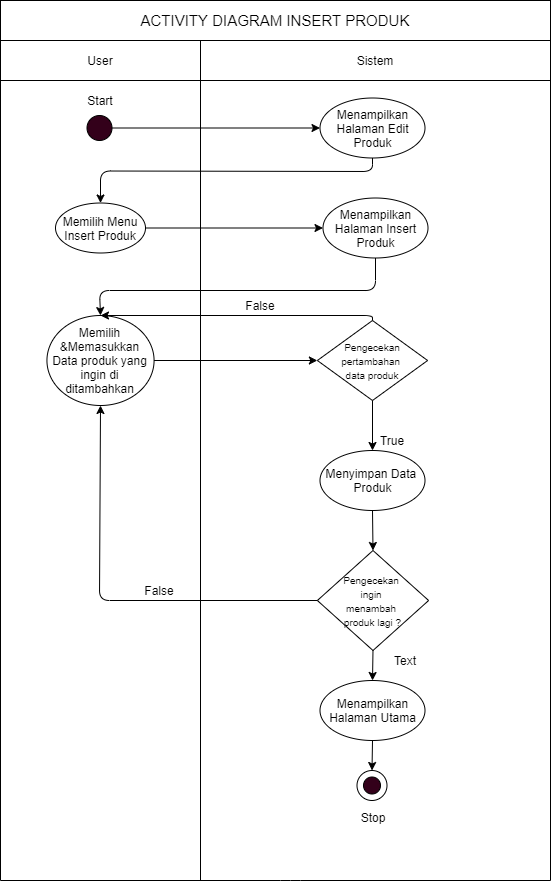 ACTIVITY DIAGRAM INSERT PRODUK
User
Sistem
Start
Menampilkan
Halaman Edit
Produk
Memilih Menu
Insert Produk
Menampilkan
Halaman Insert
Produk
False
Memilih
&Memasukkan
Data produk yang
ingin di
ditambahkan
Pengecekan
pertambahan
data produk
True
Menyimpan Data
Produk
False
Pengecekan
ingin
menambah
produk lagi ?
Text
Menampilkan
Halaman Utama
Stop